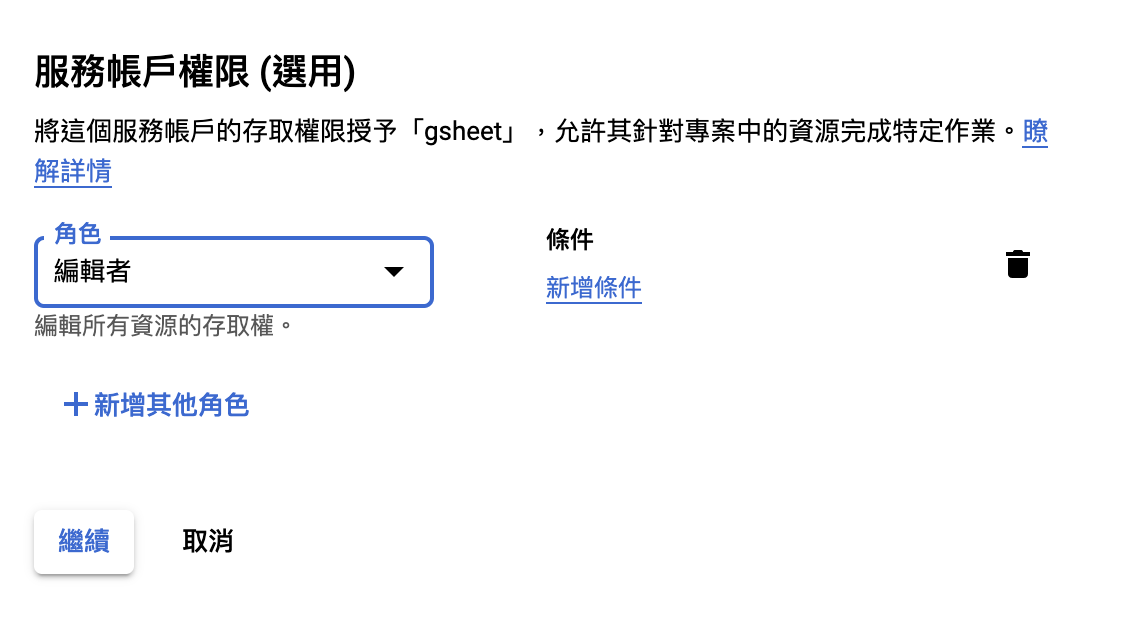 服務帳戶權限 (選用)
將這個服務帳戶的存取權限授予「gsheet」，允許其針對專案中的資源完成特定作業。瞭
解詳情
角色
編輯者
編輯所有資源的存取權。
條件
新增條件
新增其他角色
繼續
取消